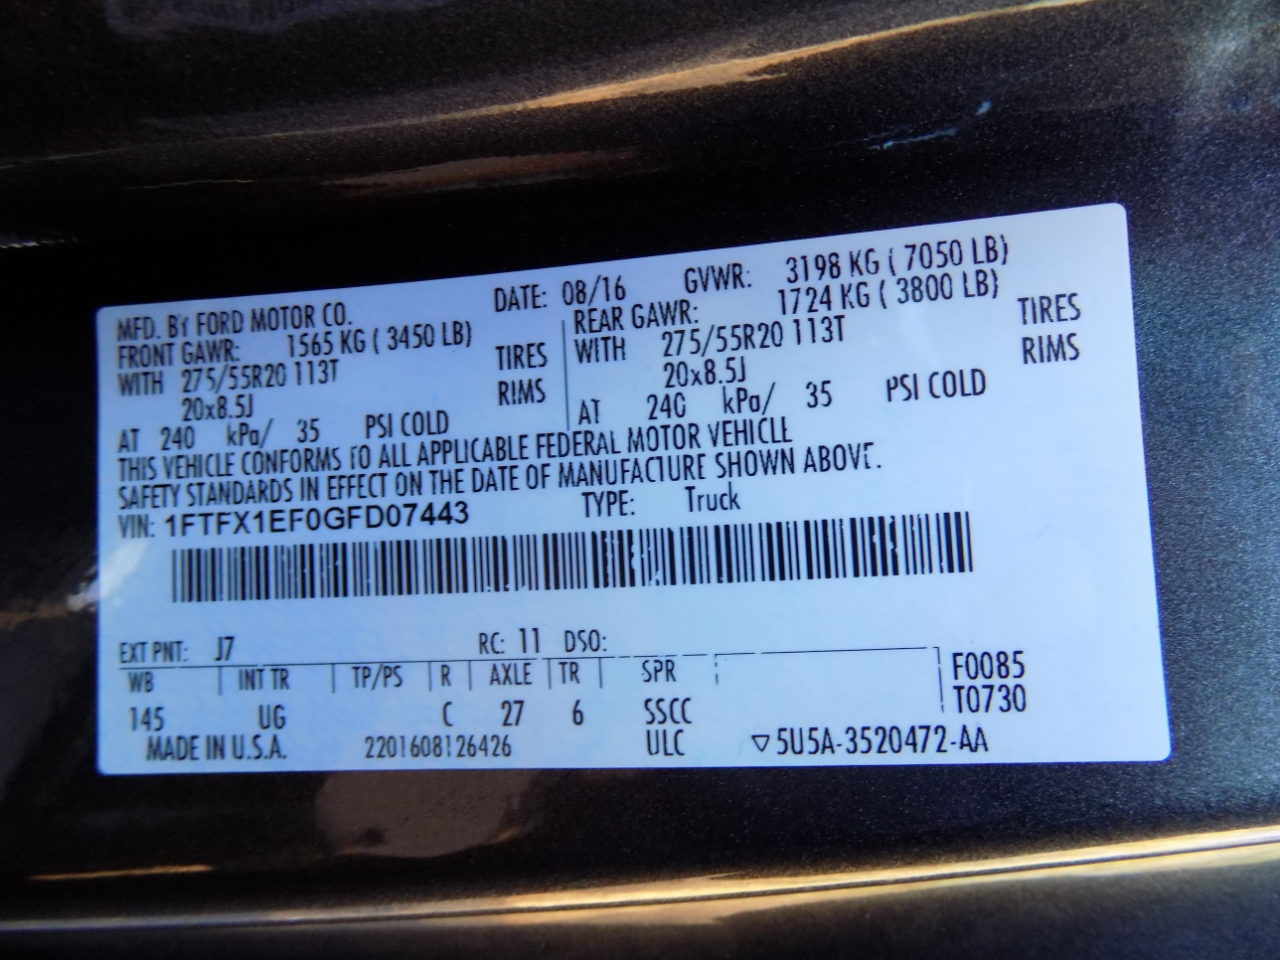 MFD. BY FORD MOTOR CO. DATE: 08/16 GVWR: 3198 KG ( 7050 LB)
FRONT GAWR: 1565 KG ( 3450 LB) REAR GAWR: 1724 KG ( 3800 LB)
WITH 275/55R20 113T TIRES WITH 275/55R20 113T TIRES
20x8.5J RIMS 20x8.5J RIMS
AT 240 kPa/ 35 PSI COLD AT 240 kPa/ 35 PSI COLD
THIS VEHICLE CONFORMS TO ALL APPLICABLE FEDERAL MOTOR VEHICLE
SAFETY STANDARDS IN EFFECT ON THE DATE OF MANUFACTURE SHOWN ABOVE.
VIN: 1FTFX1EF0GFD07443 TYPE: Truck
EXT PNT: J7 RC: 11 DSO:
WB INT TR TP/PS R AXLE TR SPR F0085
145 UG C 27 6 SSCC T0730
MADE IN U.S.A. 2201608126426 ULC ▽5U5A-3520472-AA